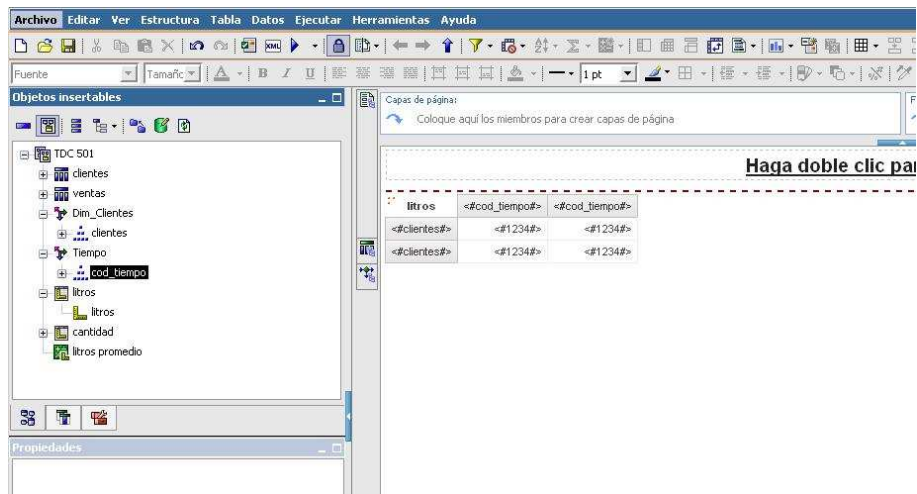 Archivo Editar Ver Estructura Tabla Datos Ejecutar Herramientas Ayuda
Fuente Tamañc A B I U 1 pt
Objetos insertables
Capas de página:
Coloque aquí los miembros para crear capas de página
F
TDC 501
clientes
ventas
Dim_Clientes
clientes
Tiempo
cod_tiempo
litros
litros
cantidad
litros promedio
Haga doble clic par
litros <#cod_tiempo#> <#cod_tiempo#>
<#clientes#> <#1234#> <#1234#>
<#clientes#> <#1234#> <#1234#>
Propiedades